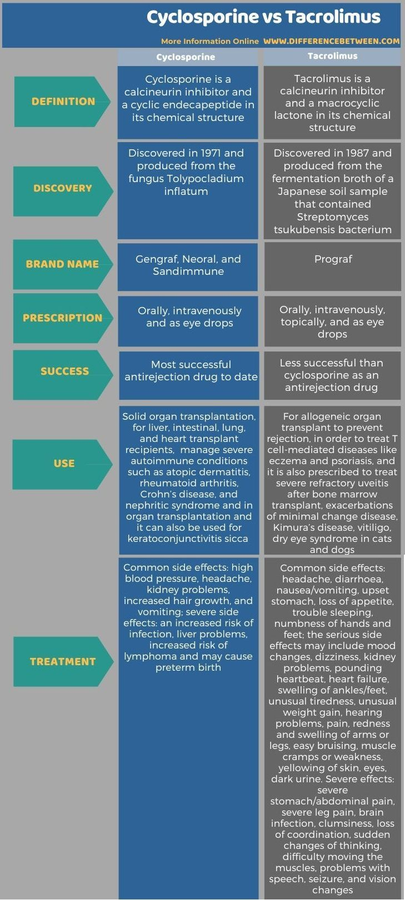 Cyclosporine vs Tacrolimus
More Information Online WWW.DIFFERENCEBETWEEN.COM
Cyclosporine
Tacrolimus
DEFINITION
Cyclosporine is a
calcineurin inhibitor and
a cyclic endecapeptide in
its chemical structure
Tacrolimus is a
calcineurin inhibitor
and a macrocyclic
lactone in its chemical
structure
DISCOVERY
Discovered in 1971 and
produced from the
fungus Tolypocladium
inflatum
Discovered in 1987 and
produced from the
fermentation broth of a
Japanese soil sample
that contained
Streptomyces
tsukubensis bacterium
BRAND NAME
Gengraf, Neoral, and
Sandimmune
Prograf
PRESCRIPTION
Orally, intravenously
and as eye drops
Orally, intravenously,
topically, and as eye
drops
SUCCESS
Most successful
antirejection drug to date
Less successful than
cyclosporine as an
antirejection drug
USE
Solid organ transplantation,
for liver, intestinal, lung,
and heart transplant
recipients, manage severe
autoimmune conditions
such as atopic dermatitis,
rheumatoid arthritis,
Crohn's disease, and
nephritic syndrome and in
organ transplantation and
it can also be used for
keratoconjunctivitis sicca
For allogeneic organ
transplant to prevent
rejection, in order to treat T
cell-mediated diseases like
eczema and psoriasis, and
it is also prescribed to treat
severe refractory uveitis
after bone marrow
transplant, exacerbations
of minimal change disease,
Kimura's disease, vitiligo,
dry eye syndrome in cats
and dogs
TREATMENT
Common side effects: high
blood pressure, headache,
kidney problems,
increased hair growth, and
vomiting; severe side
effects: an increased risk of
infection, liver problems,
increased risk of
lymphoma and may cause
preterm birth
Common side effects:
headache, diarrhoea,
nausea/vomiting, upset
stomach, loss of appetite,
trouble sleeping,
numbness of hands and
feet; the serious side
effects may include mood
changes, dizziness, kidney
problems, pounding
heartbeat, heart failure,
swelling of ankles/feet,
unusual tiredness, unusual
weight gain, hearing
problems, pain, redness
and swelling of arms or
legs, easy bruising, muscle
cramps or weakness,
yellowing of skin, eyes,
dark urine. Severe effects:
severe
stomach/abdominal pain,
severe leg pain, brain
infection, clumsiness, loss
of coordination, sudden
changes of thinking,
difficulty moving the
muscles, problems with
speech, seizure, and vision
changes